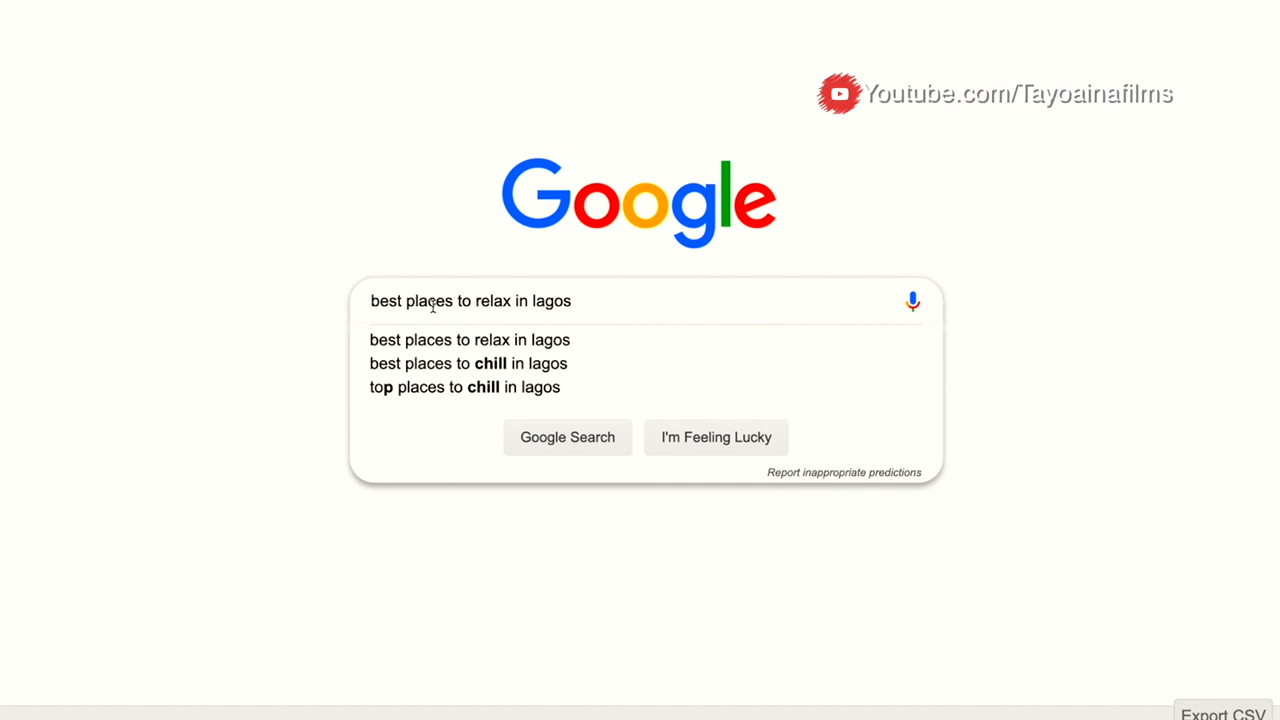 Youtube.com/Tayoainafilms
Google
best places to relax in lagos
best places to relax in lagos
best places to chill in lagos
top places to chill in lagos
Google Search
I'm Feeling Lucky
Report inappropriate predictions
Export CSV